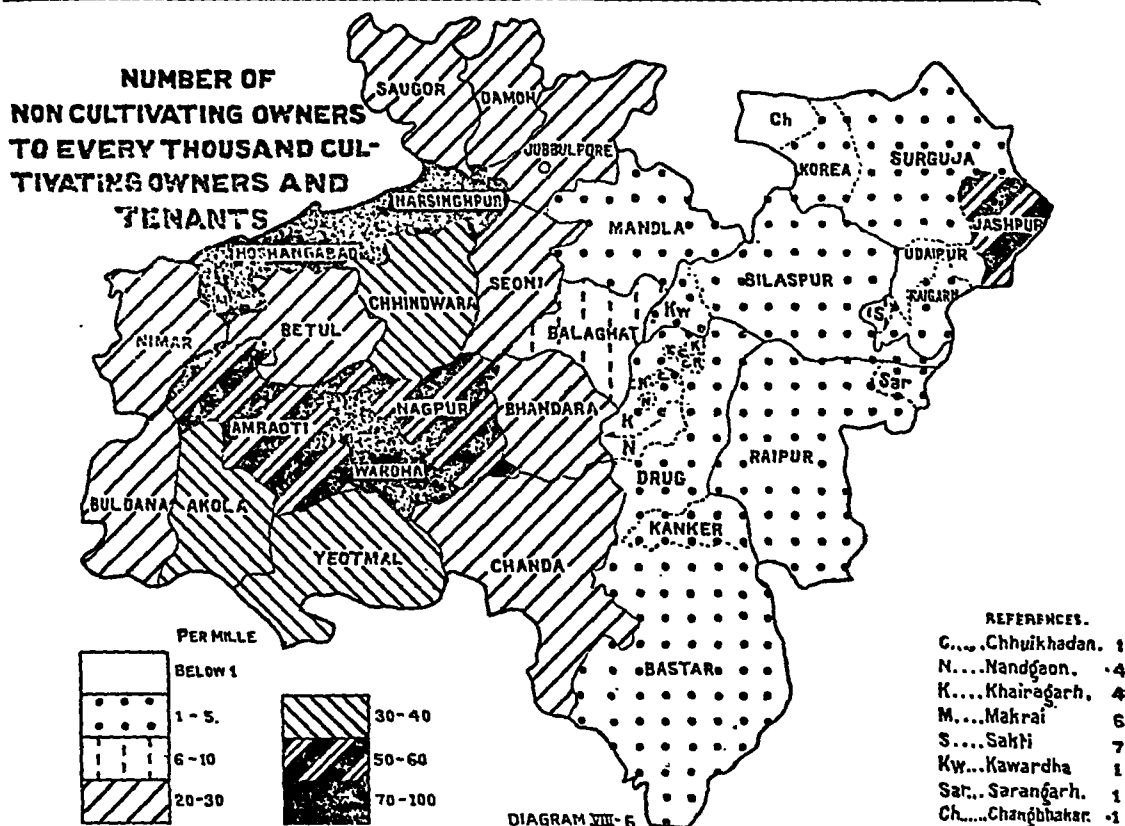 NUMBER OF
NON CULTIVATING OWNERS
TO EVERY THOUSAND CUL-
TIVATING OWNERS AND
TENANTS
SAUGOR
DAMOH
JUBBULPORE
Ch
KOREA
SURGUJA
NARSINGHPUR
MANDLA
JASHPUR
HOSHANGABAD
UDAIPUR
CHHINDWARA
SEONI
BILASPUR
RAIGARH
NIMAR
BETUL
BALAGHAT
Kw
S
Sar
NAGPUR
BHANDARA
AMRAOTI
K
N
WARDHA
RAIPUR
DRUG
BULDANA
AKOLA
KANKER
YEOTMAL
CHANDA
BASTAR
PER MILLE
BELOW 1
1-5.
6-10
20-30
30-40
50-60
70-100
REFERENCES.
C.....Chhuikhadan. 1
N....Nandgaon. ·4
K....Khairagarh. 4
M....Makrai 6
S....Sakti 7
Kw...Kawardha 1
Sar... Sarangarh. 1
Ch.....Changbhakar. ·1
DIAGRAM VIII-6